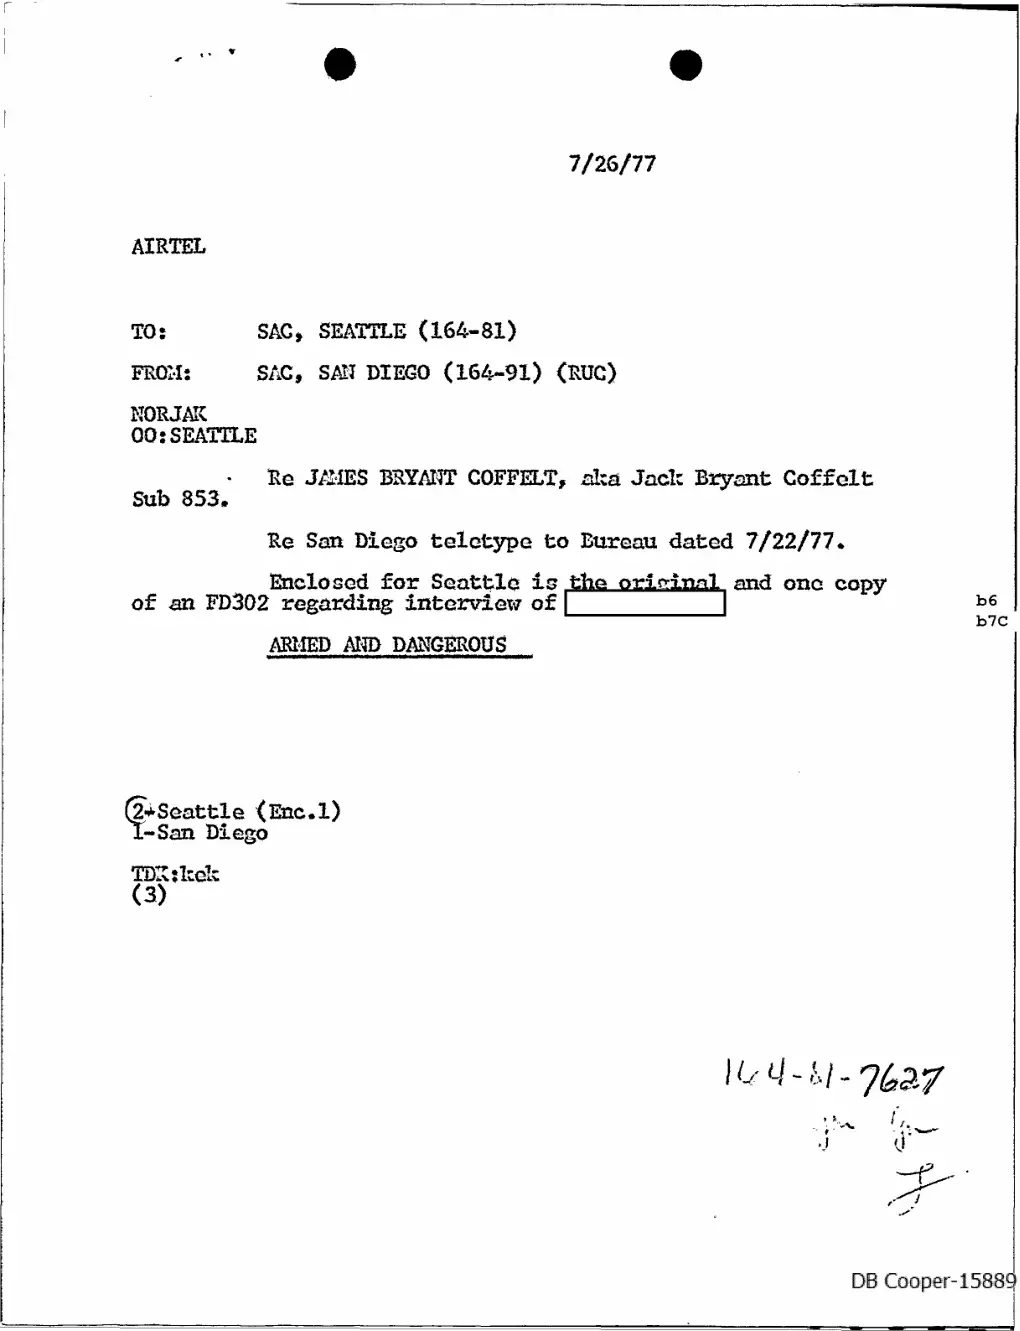 7/26/77
AIRTEL
TO: SAC, SEATTLE (164-81)
FROM: SAC, SAN DIEGO (164-91) (RUC)
NORJAK
OO:SEATTLE
Re JAMES BRYANT COFFELT, aka Jack Bryant Coffelt
Sub 853.
Re San Diego teletype to Bureau dated 7/22/77.
Enclosed for Seattle is the original and one copy
of an FD302 regarding interview of
b6
b7C
ARMED AND DANGEROUS
2-Seattle (Enc.1)
1-San Diego
TDK:kck
(3)
164-81-7627
DB Cooper-15889